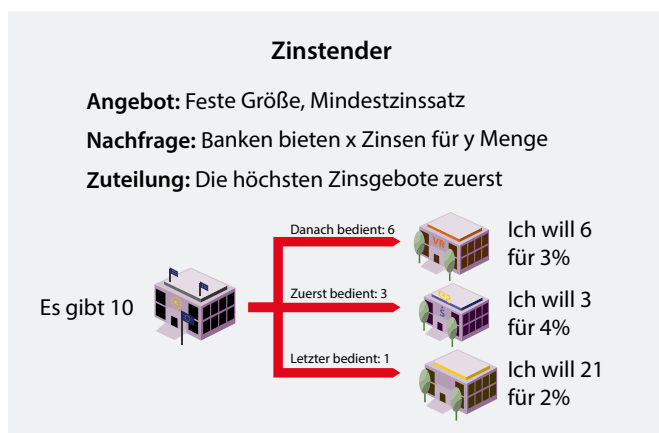 Zinstender
Angebot: Feste Größe, Mindestzinssatz
Nachfrage: Banken bieten x Zinsen für y Menge
Zuteilung: Die höchsten Zinsgebote zuerst
Es gibt 10
Danach bedient: 6
VR
Ich will 6
für 3%
Zuerst bedient: 3
$
Ich will 3
für 4%
Letzter bedient: 1
Ich will 21
für 2%